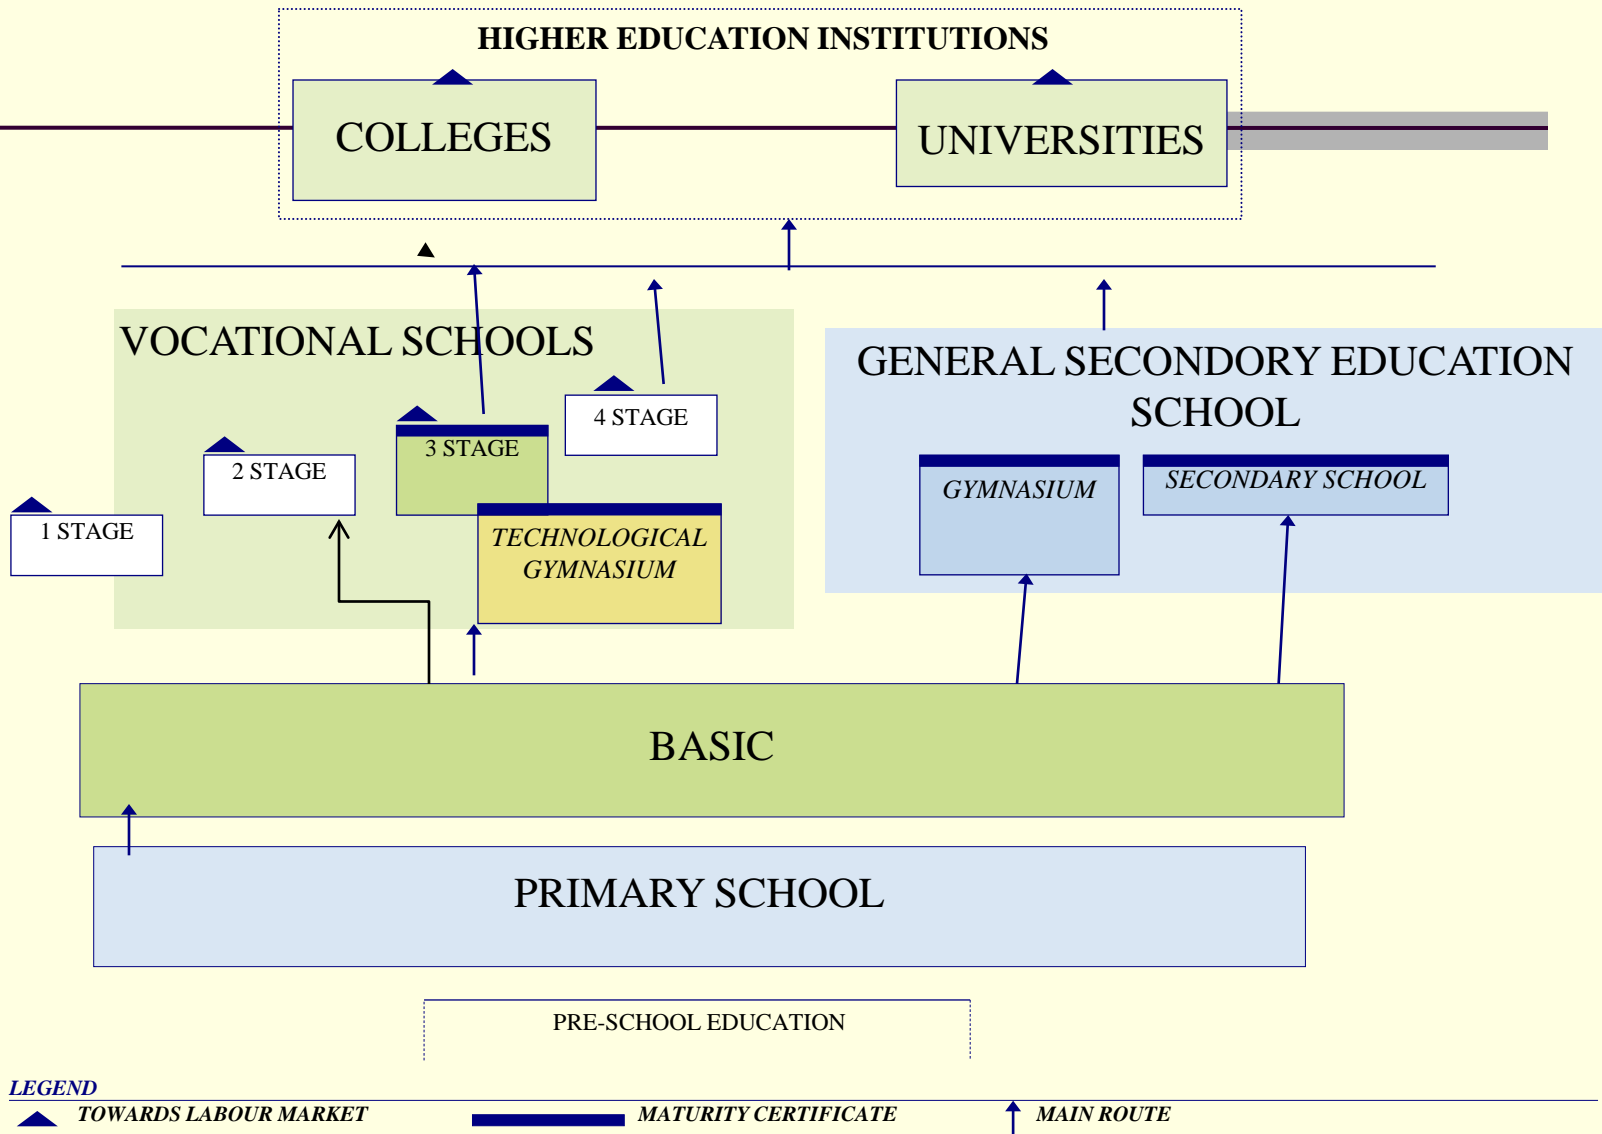 HIGHER EDUCATION INSTITUTIONS
COLLEGES
UNIVERSITIES
VOCATIONAL SCHOOLS
GENERAL SECONDORY EDUCATION
SCHOOL
4 STAGE
3 STAGE
2 STAGE
1 STAGE
TECHNOLOGICAL
GYMNASIUM
GYMNASIUM
SECONDARY SCHOOL
BASIC
PRIMARY SCHOOL
PRE-SCHOOL EDUCATION
LEGEND
TOWARDS LABOUR MARKET
MATURITY CERTIFICATE
MAIN ROUTE